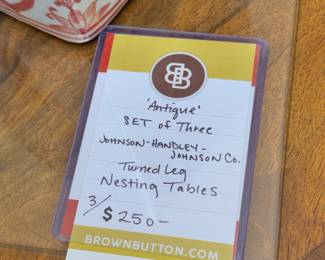 BB
'Antique'
SET of Three
JOHNSON-HANDLEY-
JOHNSON Co.
Turned Leg
Nesting Tables
3/ $250-
BROWNBUTTON.COM